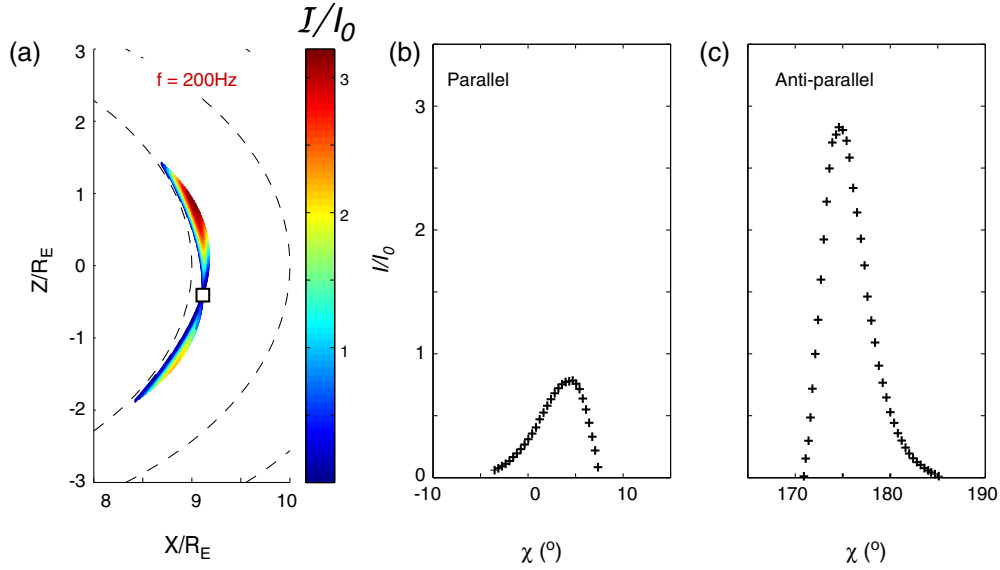 (a)
I/I0
(b)
(c)
f = 200Hz
Parallel
Anti-parallel
3
2
1
0
-1
-2
-3
Z/RE
8
9
10
X/RE
3
2
1
I/I0
3
2
1
0
-10
0
10
χ (o)
170
180
190
χ (o)